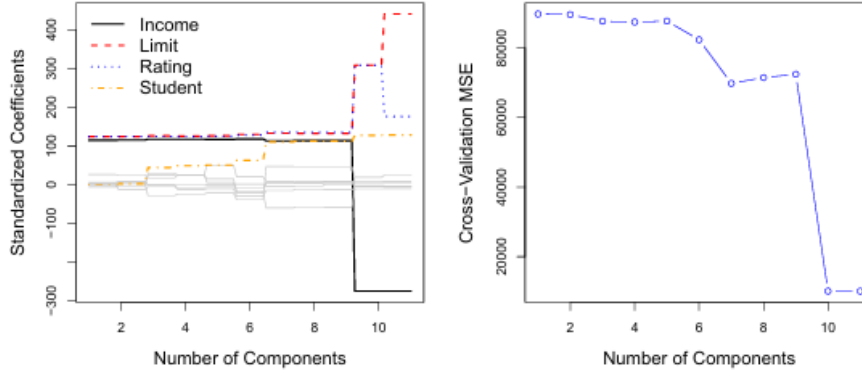 Income
Limit
Rating
Student
Standardized Coefficients
400
300
200
100
0
−100
−300
2 4 6 8 10
Number of Components
Cross−Validation MSE
80000
60000
40000
20000
2 4 6 8 10
Number of Components